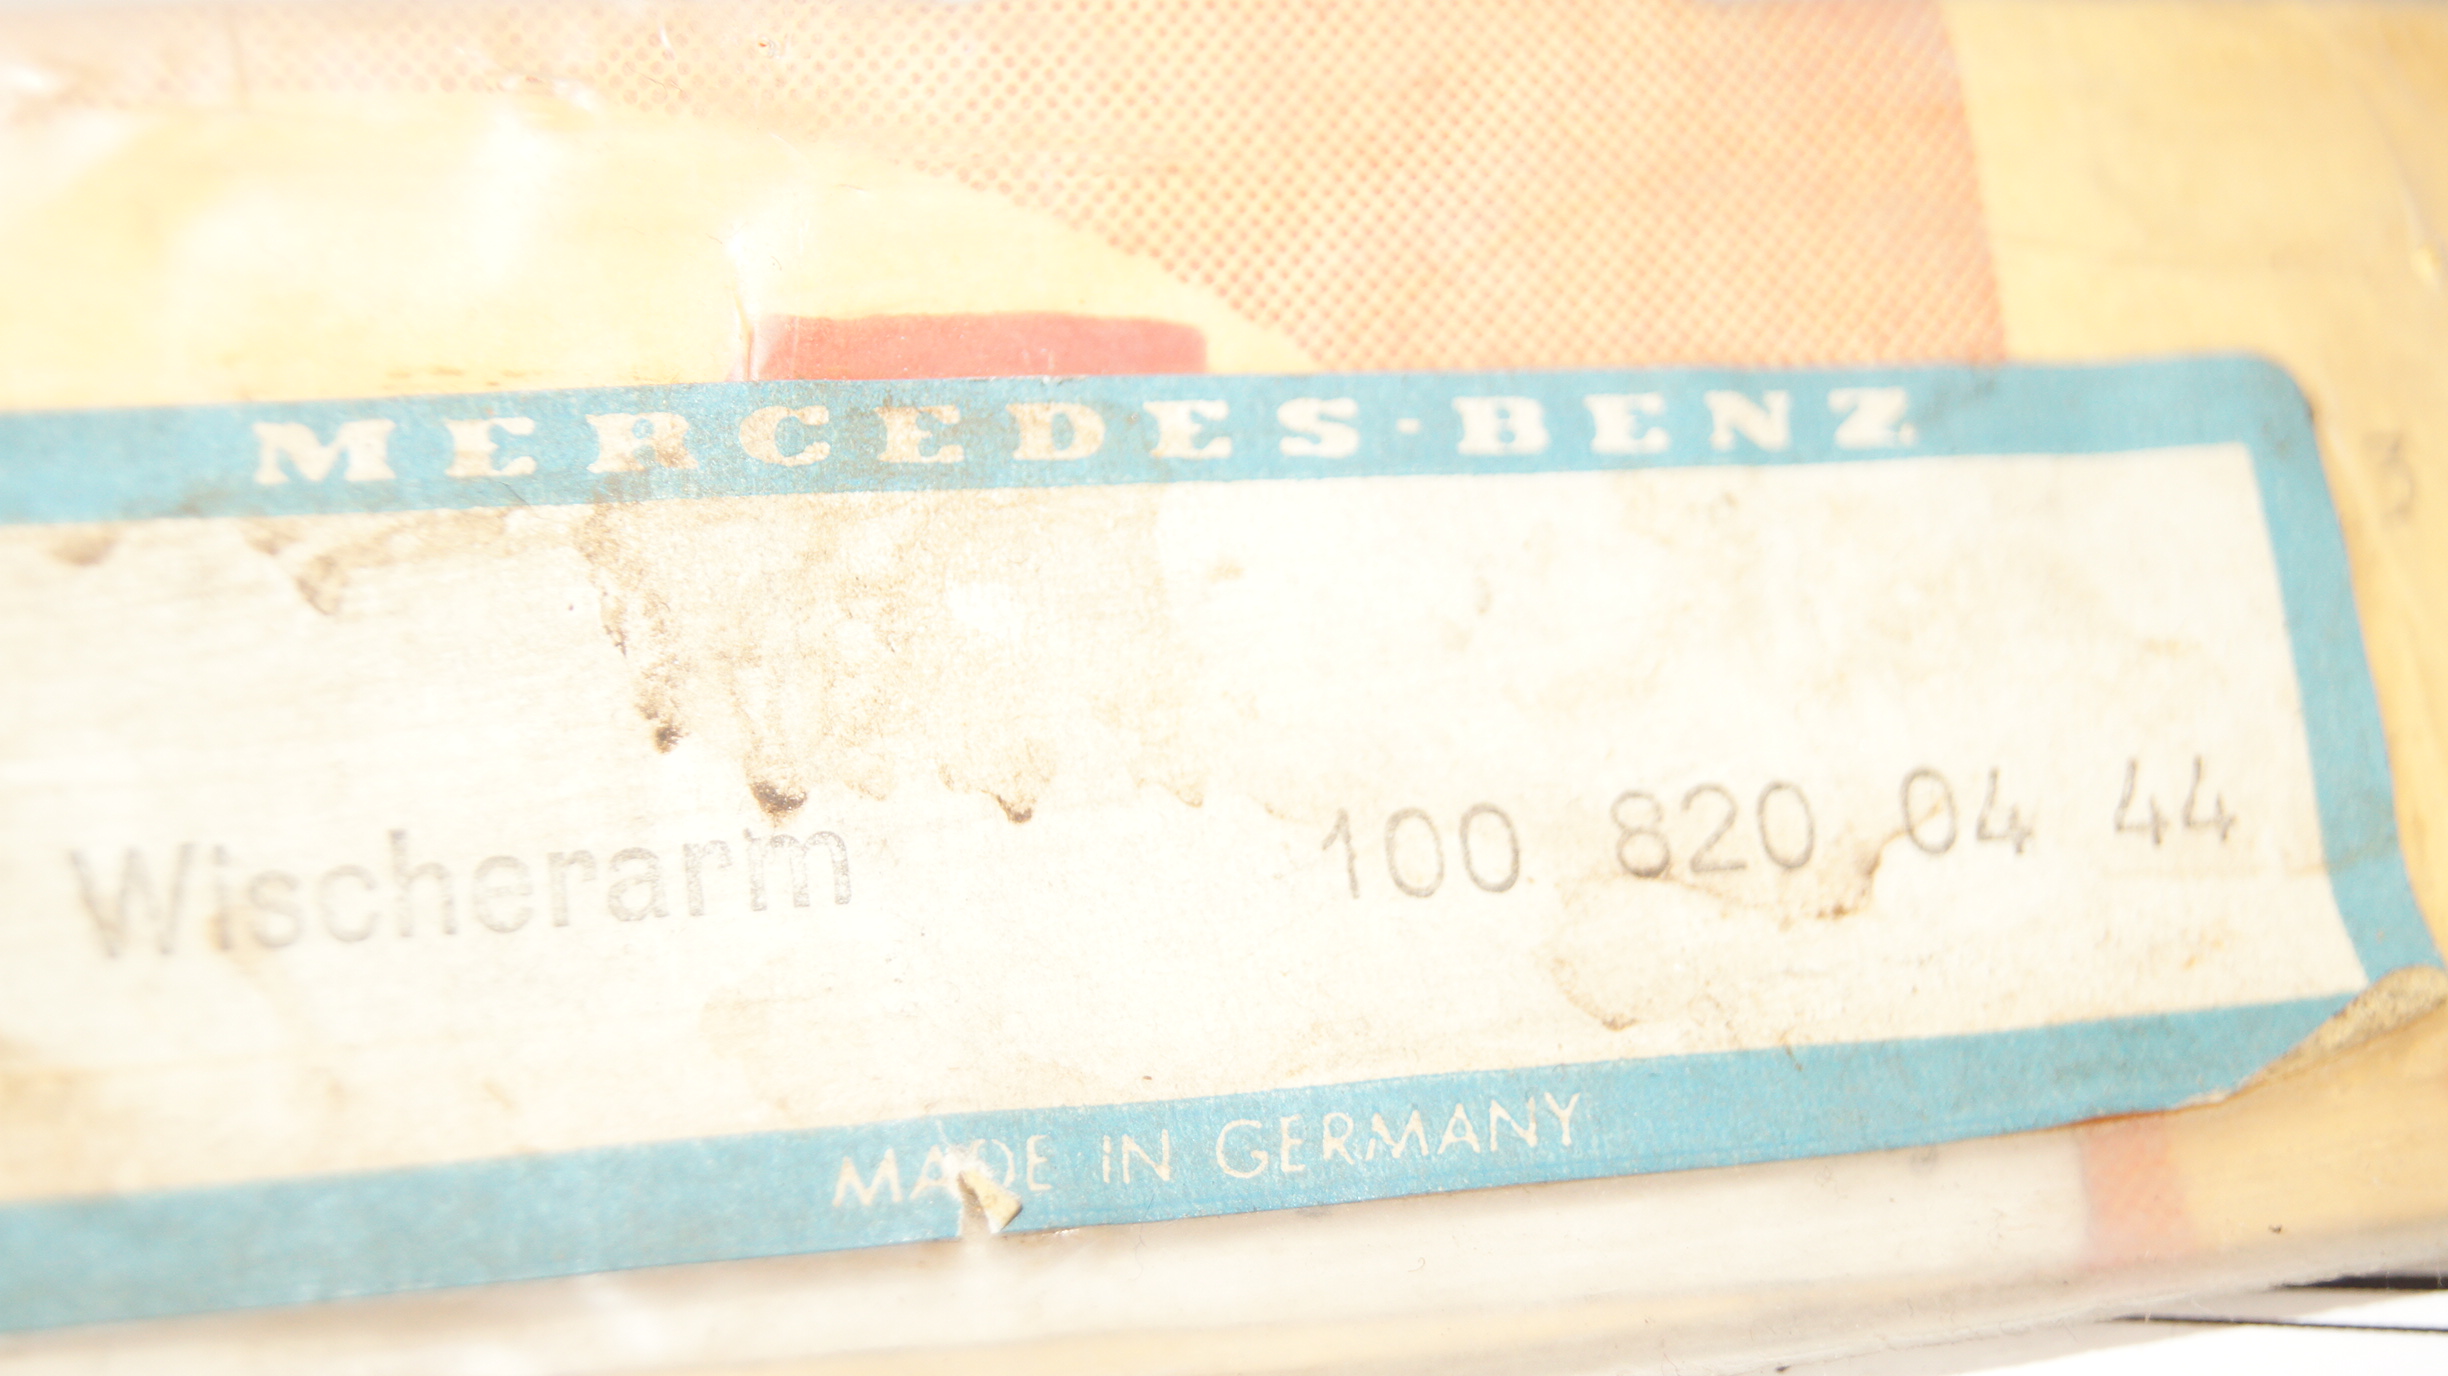 MERCEDES·BENZ
Wischerarm 100 820 04 44
MADE IN GERMANY